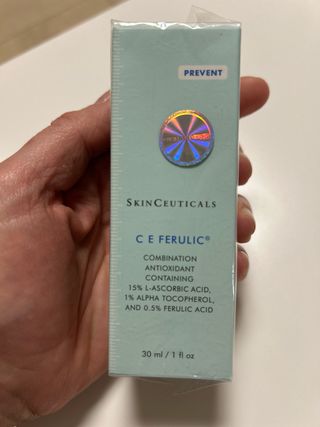 PREVENT
SKINCEUTICALS
C E FERULIC®
COMBINATION
ANTIOXIDANT
CONTAINING
15% L-ASCORBIC ACID,
1% ALPHA TOCOPHEROL,
AND 0.5% FERULIC ACID
30 ml / 1 fl oz